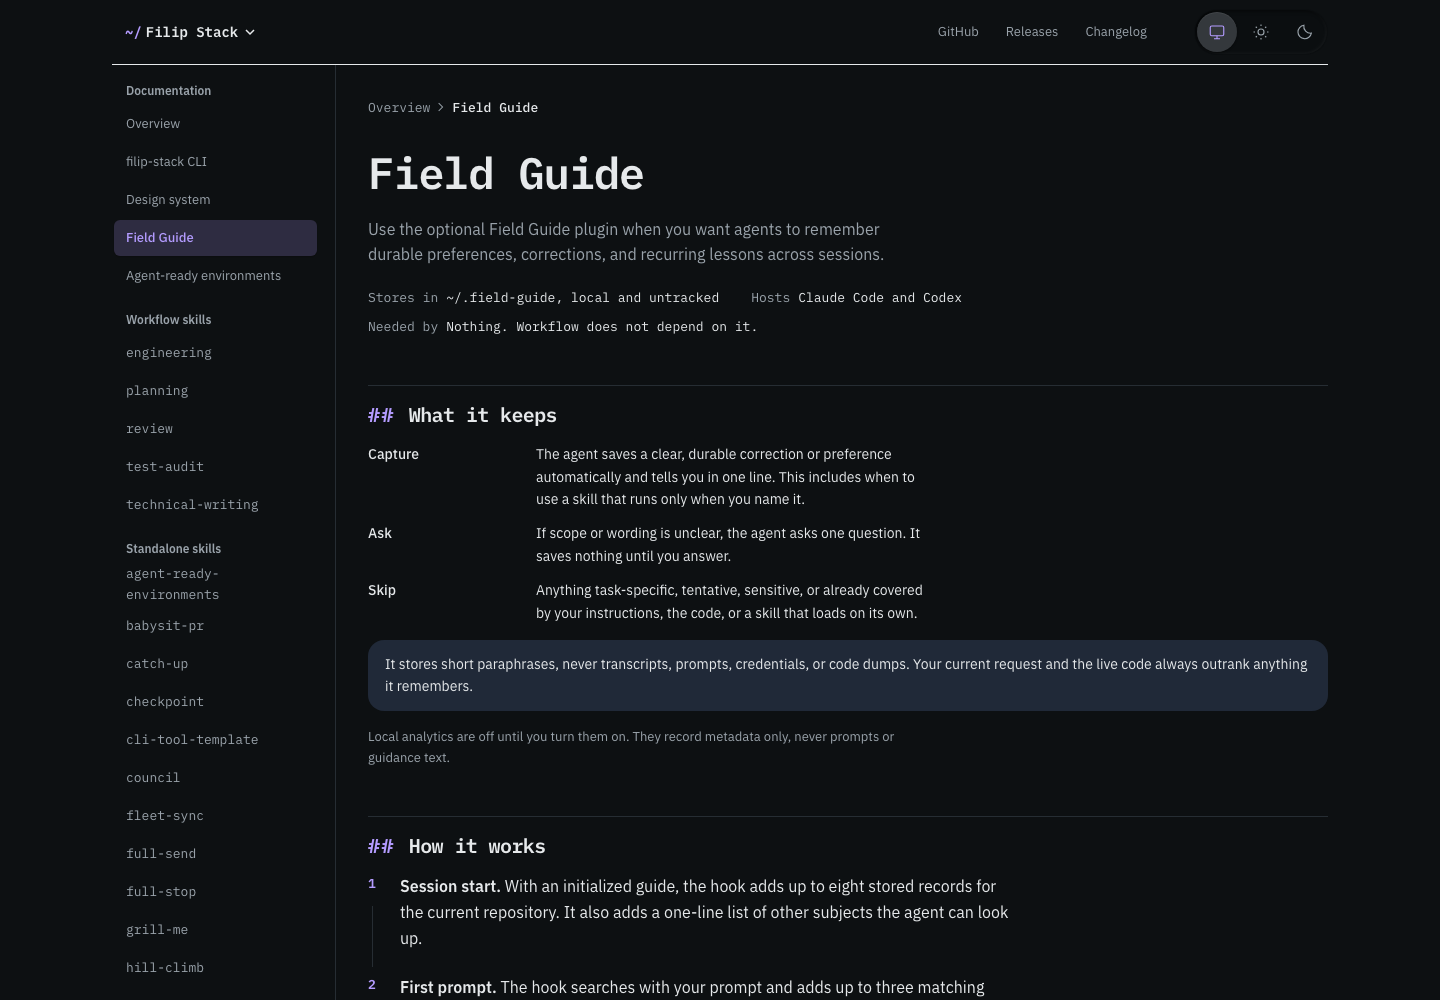 ~/ Filip Stack
GitHub
Releases
Changelog
Documentation
Overview
filip-stack CLI
Design system
Field Guide
Agent-ready environments
Workflow skills
engineering
planning
review
test-audit
technical-writing
Standalone skills
agent-ready-
environments
babysit-pr
catch-up
checkpoint
cli-tool-template
council
fleet-sync
full-send
full-stop
grill-me
hill-climb
Overview > Field Guide
Field Guide
Use the optional Field Guide plugin when you want agents to remember
durable preferences, corrections, and recurring lessons across sessions.
Stores in ~/.field-guide, local and untracked Hosts Claude Code and Codex
Needed by Nothing. Workflow does not depend on it.
## What it keeps
Capture
The agent saves a clear, durable correction or preference
automatically and tells you in one line. This includes when to
use a skill that runs only when you name it.
Ask
If scope or wording is unclear, the agent asks one question. It
saves nothing until you answer.
Skip
Anything task-specific, tentative, sensitive, or already covered
by your instructions, the code, or a skill that loads on its own.
It stores short paraphrases, never transcripts, prompts, credentials, or code dumps. Your current request and the live code always outrank anything
it remembers.
Local analytics are off until you turn them on. They record metadata only, never prompts or
guidance text.
## How it works
1 Session start. With an initialized guide, the hook adds up to eight stored records for
the current repository. It also adds a one-line list of other subjects the agent can look
up.
2 First prompt. The hook searches with your prompt and adds up to three matching